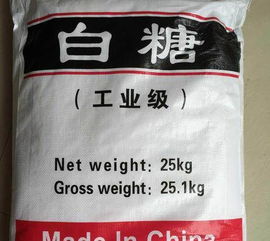 白糖
（工业级）
Net weight: 25kg
Gross weight: 25.1kg
Made In China